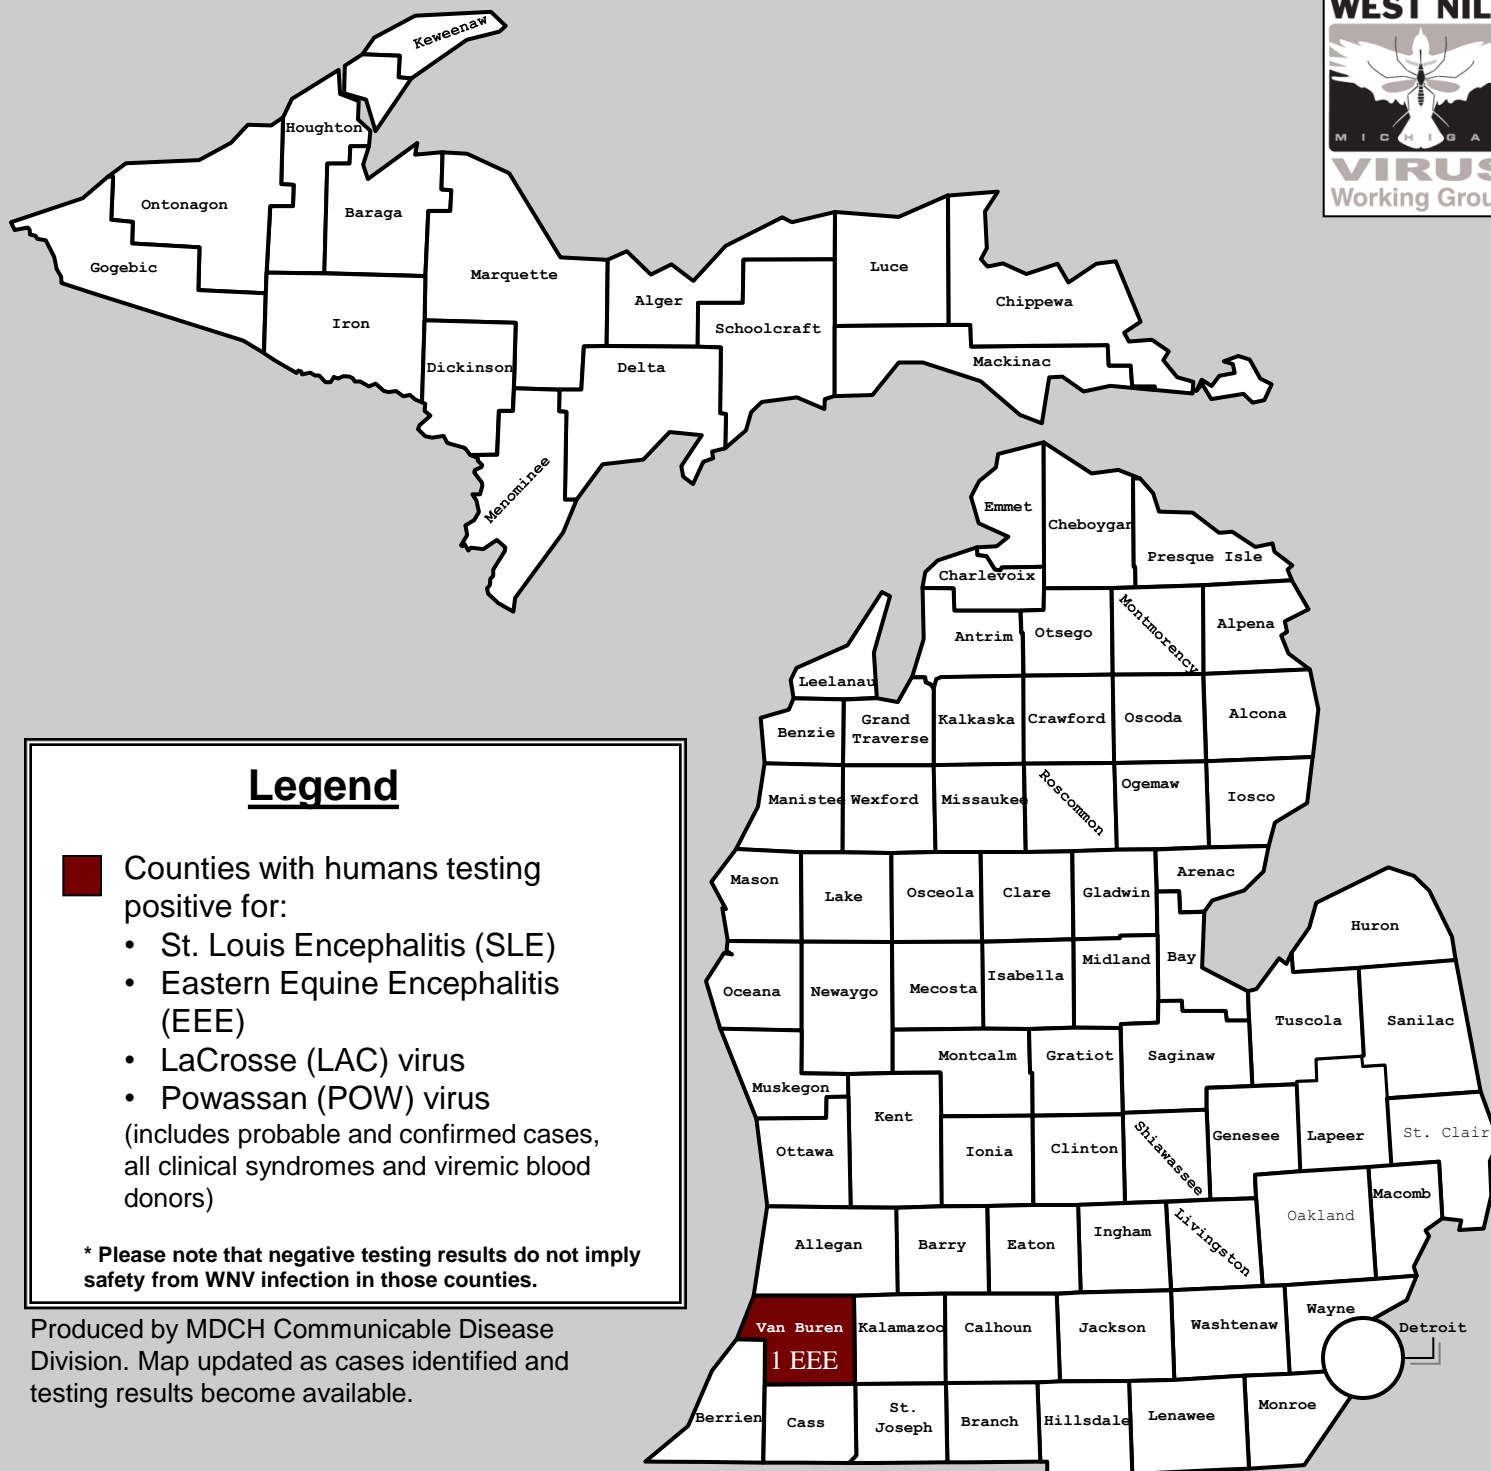 WEST NIL
MICHIGA
VIRUS
Working Grou
Keweenaw
Houghton
Ontonagon
Baraga
Gogebic
Marquette
Luce
Alger
Chippewa
Iron
Schoolcraft
Dickinson
Delta
Mackinac
Menominee
Emmet
Cheboygan
Presque Isle
Charlevoix
Antrim
Otsego
Montmorency
Alpena
Leelanau
Benzie
Grand
Traverse
Kalkaska
Crawford
Oscoda
Alcona
Manistee
Wexford
Missaukee
Roscommon
Ogemaw
Iosco
Mason
Lake
Osceola
Clare
Gladwin
Arenac
Huron
Oceana
Newaygo
Mecosta
Isabella
Midland
Bay
Tuscola
Sanilac
Muskegon
Montcalm
Gratiot
Saginaw
Kent
Ottawa
Ionia
Clinton
Shiawassee
Genesee
Lapeer
St. Clair
Allegan
Barry
Eaton
Ingham
Livingston
Oakland
Macomb
Van Buren
1 EEE
Kalamazoo
Calhoun
Jackson
Washtenaw
Wayne
Detroit
Berrien
Cass
St.
Joseph
Branch
Hillsdale
Lenawee
Monroe
Legend
Counties with humans testing
positive for:
• St. Louis Encephalitis (SLE)
• Eastern Equine Encephalitis
(EEE)
• LaCrosse (LAC) virus
• Powassan (POW) virus
(includes probable and confirmed cases,
all clinical syndromes and viremic blood
donors)
* Please note that negative testing results do not imply
safety from WNV infection in those counties.
Produced by MDCH Communicable Disease
Division. Map updated as cases identified and
testing results become available.